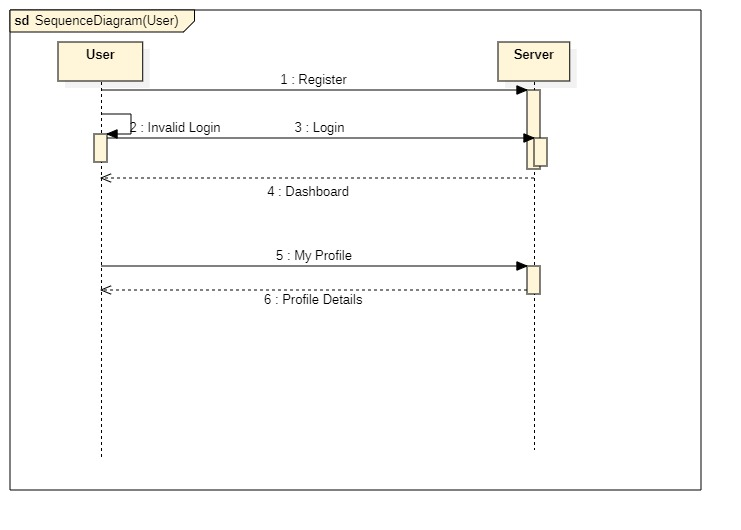 sd SequenceDiagram(User)
User
Server
1 : Register
2 : Invalid Login
3 : Login
4 : Dashboard
5 : My Profile
6 : Profile Details